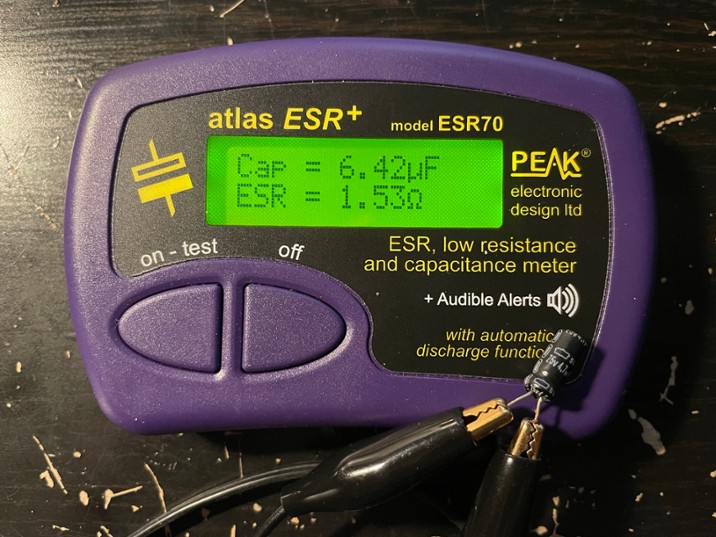 atlas ESR+ model ESR70
Cap = 6.42µF
ESR = 1.53Ω
PEAK®
electronic
design ltd
on - test
off
ESR, low resistance
and capacitance meter
+ Audible Alerts
with automatic
discharge functio